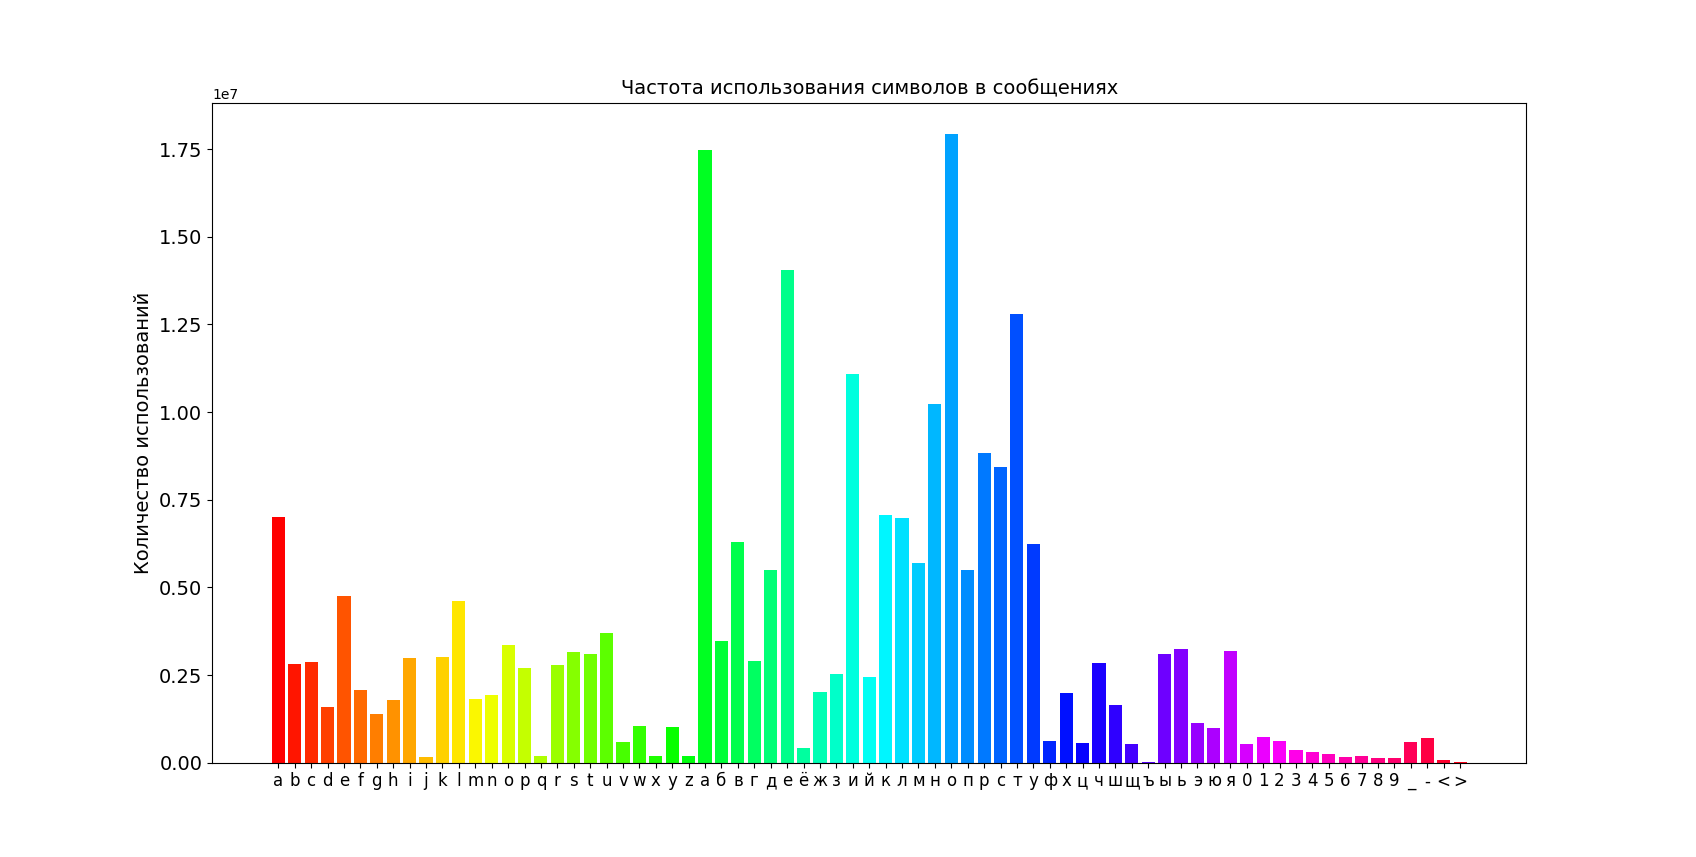 Частота использования символов в сообщениях
1e7
1.75
1.50
1.25
1.00
0.75
0.50
0.25
0.00
Количество использований
a b c d e f g h i j k l m n o p q r s t u v w x y z а б в г д е ё ж з и й к л м н о п р с т у ф х ц ч ш щ ъ ы ь э ю я 0 1 2 3 4 5 6 7 8 9 _ - < >